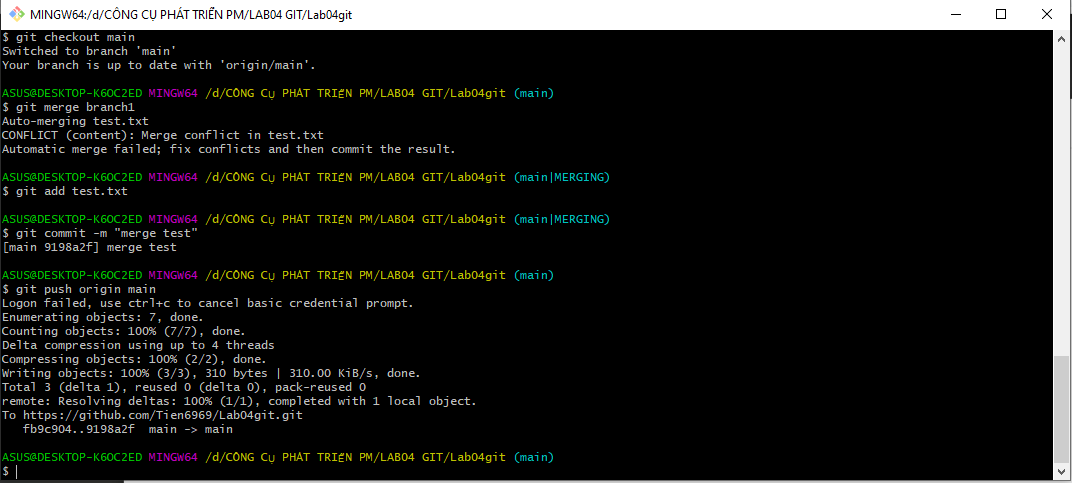 MINGW64:/d/CÔNG CỤ PHÁT TRIỂN PM/LAB04 GIT/Lab04git
$ git checkout main
Switched to branch 'main'
Your branch is up to date with 'origin/main'.
ASUS@DESKTOP-K6OC2ED MINGW64 /d/CÔNG CỤ PHÁT TRIỂN PM/LAB04 GIT/Lab04git (main)
$ git merge branch1
Auto-merging test.txt
CONFLICT (content): Merge conflict in test.txt
Automatic merge failed; fix conflicts and then commit the result.
ASUS@DESKTOP-K6OC2ED MINGW64 /d/CÔNG CỤ PHÁT TRIỂN PM/LAB04 GIT/Lab04git (main|MERGING)
$ git add test.txt
ASUS@DESKTOP-K6OC2ED MINGW64 /d/CÔNG CỤ PHÁT TRIỂN PM/LAB04 GIT/Lab04git (main|MERGING)
$ git commit -m "merge test"
[main 9198a2f] merge test
ASUS@DESKTOP-K6OC2ED MINGW64 /d/CÔNG CỤ PHÁT TRIỂN PM/LAB04 GIT/Lab04git (main)
$ git push origin main
Logon failed, use ctrl+c to cancel basic credential prompt.
Enumerating objects: 7, done.
Counting objects: 100% (7/7), done.
Delta compression using up to 4 threads
Compressing objects: 100% (2/2), done.
Writing objects: 100% (3/3), 310 bytes | 310.00 KiB/s, done.
Total 3 (delta 1), reused 0 (delta 0), pack-reused 0
remote: Resolving deltas: 100% (1/1), completed with 1 local object.
To https://github.com/Tien6969/Lab04git.git
fb9c904..9198a2f main -> main
ASUS@DESKTOP-K6OC2ED MINGW64 /d/CÔNG CỤ PHÁT TRIỂN PM/LAB04 GIT/Lab04git (main)
$